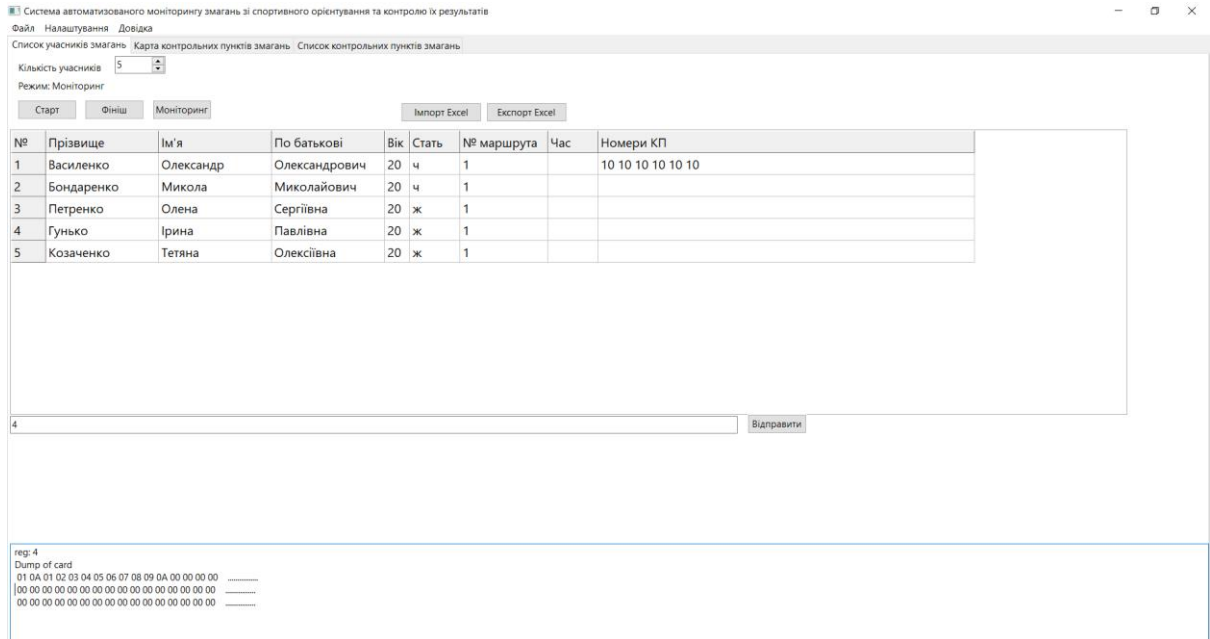 Система автоматизованого моніторингу змагань зі спортивного орієнтування та контролю їх результатів
Файл Налаштування Довідка
Список учасників змагань Карта контрольних пунктів змагань Список контрольних пунктів змагань
Кількість учасників 5
Режим: Моніторинг
Старт Фініш Моніторинг Імпорт Excel Експорт Excel
№ Прізвище Ім'я По батькові Вік Стать № маршрута Час Номери КП
1 Василенко Олександр Олександрович 20 ч 1 10 10 10 10 10 10
2 Бондаренко Микола Миколайович 20 ч 1
3 Петренко Олена Сергіївна 20 ж 1
4 Гунько Ірина Павлівна 20 ж 1
5 Козаченко Тетяна Олексіївна 20 ж 1
4 Відправити
reg: 4
Dump of card
01 0A 01 02 03 04 05 06 07 08 09 0A 00 00 00 00 ................
00 00 00 00 00 00 00 00 00 00 00 00 00 00 00 00 ................
00 00 00 00 00 00 00 00 00 00 00 00 00 00 00 00 ................